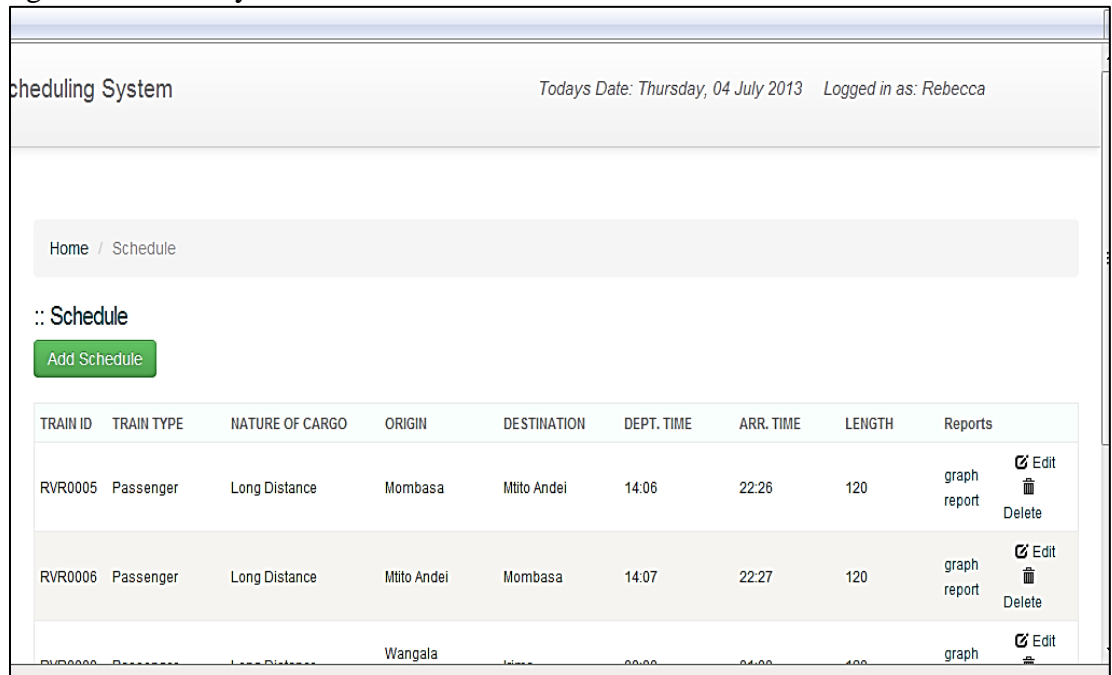 cheduling System Todays Date: Thursday, 04 July 2013 Logged in as: Rebecca
Home / Schedule
:: Schedule
Add Schedule
TRAIN ID TRAIN TYPE NATURE OF CARGO ORIGIN DESTINATION DEPT. TIME ARR. TIME LENGTH Reports
RVR0005 Passenger Long Distance Mombasa Mtito Andei 14:06 22:26 120 graph report Edit Delete
RVR0006 Passenger Long Distance Mtito Andei Mombasa 14:07 22:27 120 graph report Edit Delete
Passenger Long Distance Wangala graph Edit